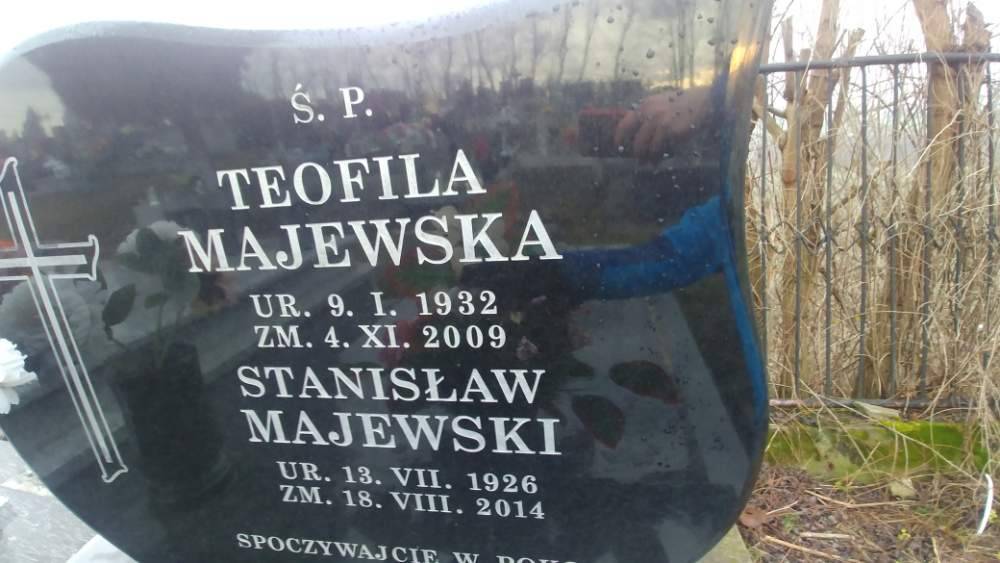 Ś. P.
TEOFILA
MAJEWSKA
UR. 9. I. 1932
ZM. 4. XI. 2009
STANISŁAW
MAJEWSKI
UR. 13. VII. 1926
ZM. 18. VIII. 2014
SPOCZYWAJCIE W